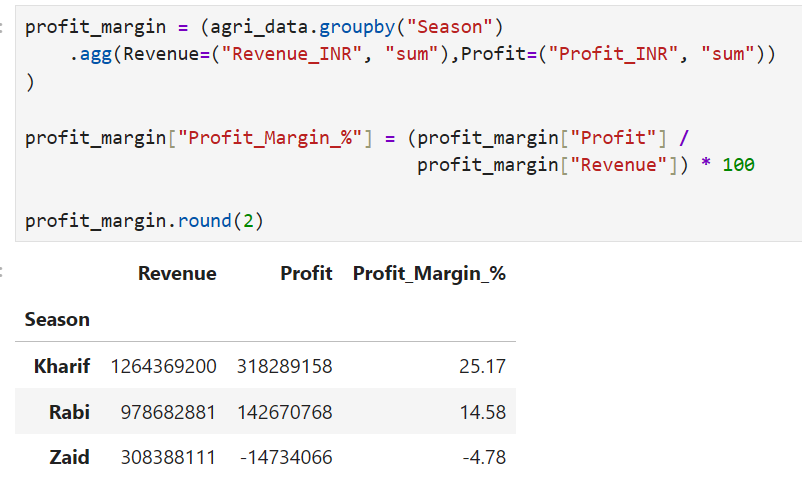 profit_margin = (agri_data.groupby("Season")
    .agg(Revenue=("Revenue_INR", "sum"),Profit=("Profit_INR", "sum"))
)
profit_margin["Profit_Margin_%"] = (profit_margin["Profit"] /
                                    profit_margin["Revenue"]) * 100
profit_margin.round(2)
Revenue Profit Profit_Margin_%
Season
Kharif 1264369200 318289158 25.17
Rabi 978682881 142670768 14.58
Zaid 308388111 -14734066 -4.78